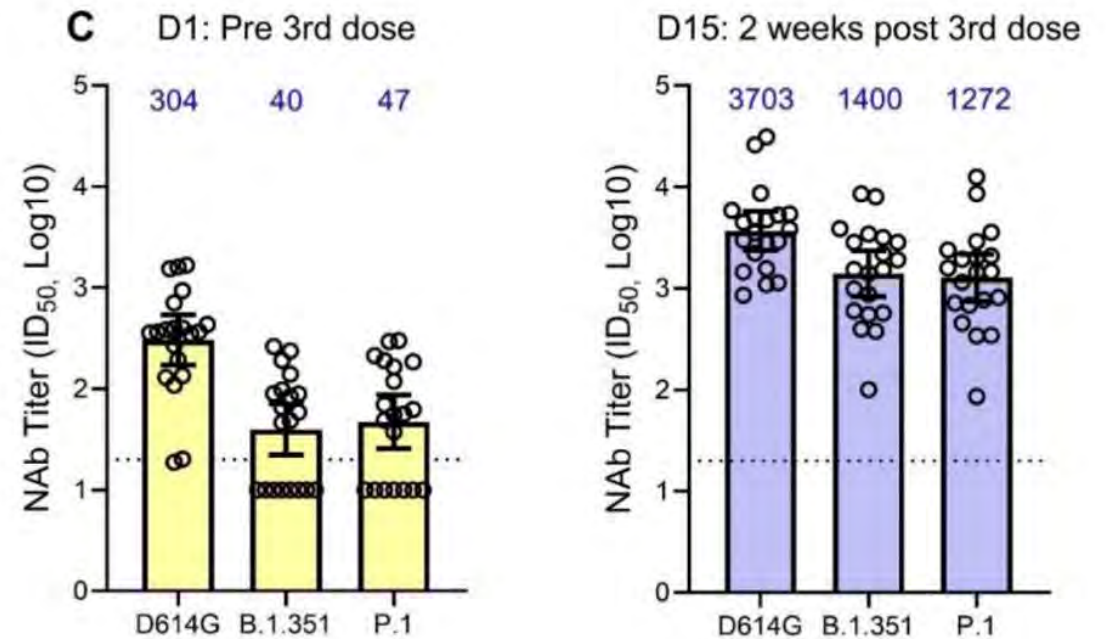 C
D1: Pre 3rd dose
NAb Titer (ID50, Log10)
5
4
3
2
1
0
304 40 47
D614G B.1.351 P.1
D15: 2 weeks post 3rd dose
NAb Titer (ID50, Log10)
5
4
3
2
1
0
3703 1400 1272
D614G B.1.351 P.1